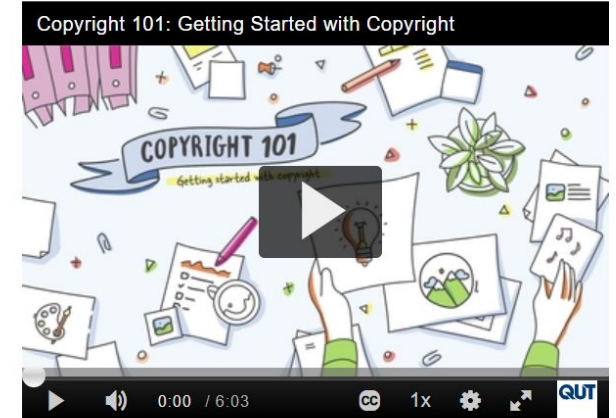 Copyright 101: Getting Started with Copyright
COPYRIGHT 101
Getting started with copyright
0:00 / 6:03
CC
1x
QUT